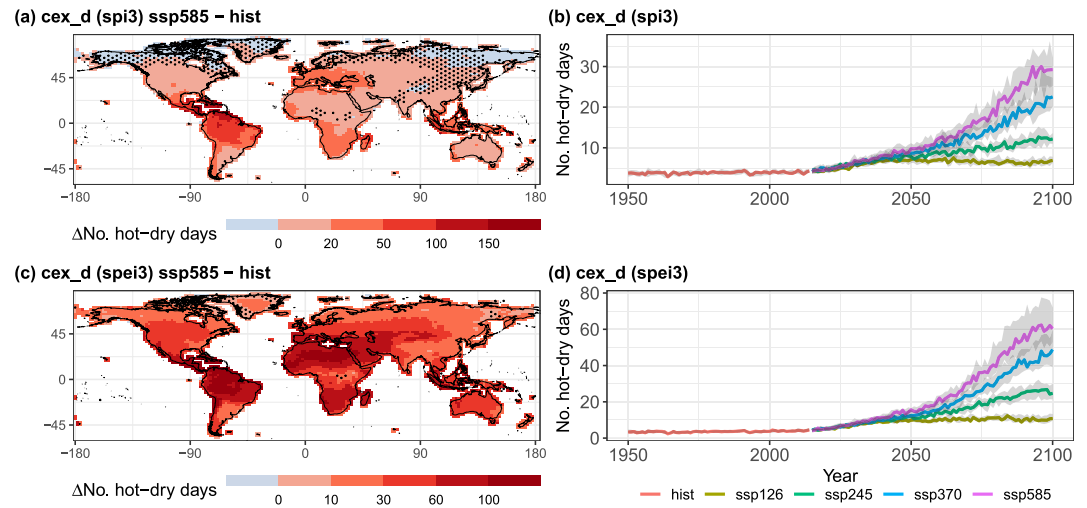 (a) cex_d (spi3) ssp585 − hist
45
0
−45
−180 −90 0 90 180
ΔNo. hot−dry days
0 20 50 100 150
(b) cex_d (spi3)
No. hot−dry days
30
20
10
1950 2000 2050 2100
(c) cex_d (spei3) ssp585 − hist
45
0
−45
−180 −90 0 90 180
ΔNo. hot−dry days
0 10 30 60 100
(d) cex_d (spei3)
No. hot−dry days
80
60
40
20
0
1950 2000 2050 2100
Year
hist ssp126 ssp245 ssp370 ssp585